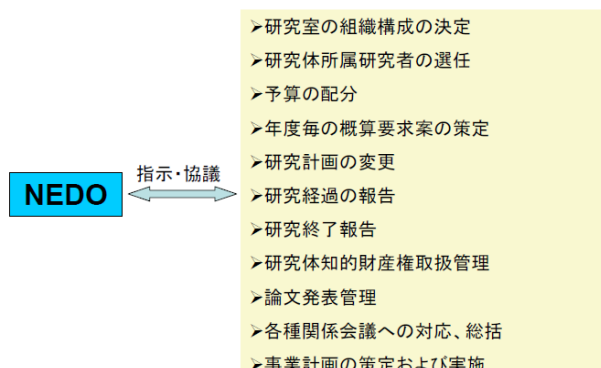 ➢研究室の組織構成の決定
➢研究体所属研究者の選任
➢予算の配分
➢年度毎の概算要求案の策定
➢研究計画の変更
指示・協議
NEDO
➢研究経過の報告
➢研究終了報告
➢研究体知的財産権取扱管理
➢論文発表管理
➢各種関係会議への対応、総括
➢事業計画の策定および実施